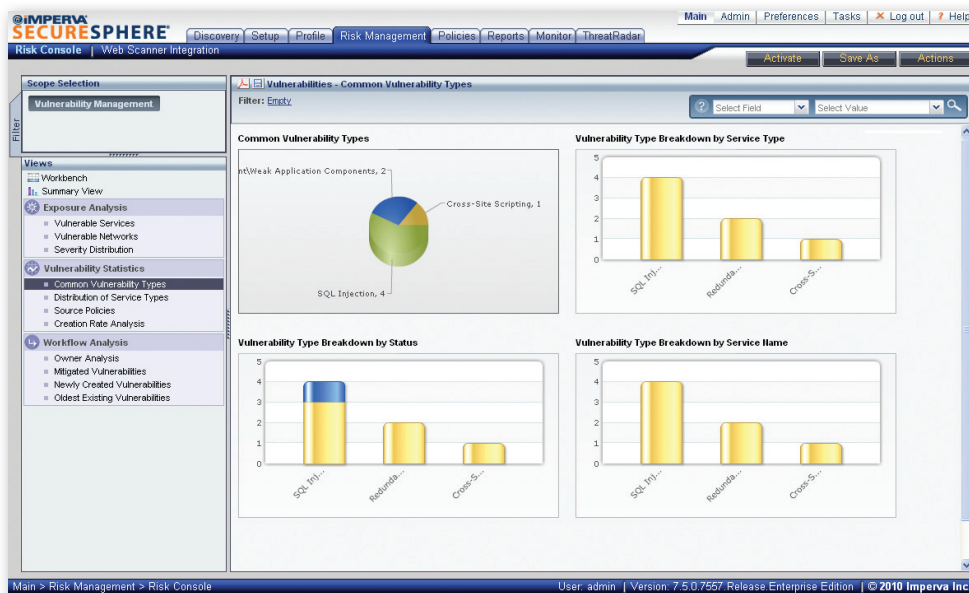 IMPERVA
SECURESPHERE®
Main | Admin | Preferences | Tasks | Log out | ? Help
Discovery Setup Profile Risk Management Policies Reports Monitor ThreatRadar
Risk Console | Web Scanner Integration
Activate Save As Actions
Scope Selection
Vulnerability Management
Filter
Views
Workbench
Summary View
Exposure Analysis
Vulnerable Services
Vulnerable Networks
Severity Distribution
Vulnerability Statistics
Common Vulnerability Types
Distribution of Service Types
Source Policies
Creation Rate Analysis
Workflow Analysis
Owner Analysis
Mitigated Vulnerabilities
Newly Created Vulnerabilities
Oldest Existing Vulnerabilities
Vulnerabilities - Common Vulnerability Types
Filter: Empty
? Select Field Select Value
Common Vulnerability Types
nt\Weak Application Components, 2
Cross-Site Scripting, 1
SQL Injection, 4
Vulnerability Type Breakdown by Service Type
5
4
3
2
1
0
SQL Inj... Redunda... Cross-S...
Vulnerability Type Breakdown by Status
5
4
3
2
1
0
SQL Inj... Redunda... Cross-S...
Vulnerability Type Breakdown by Service Name
5
4
3
2
1
0
SQL Inj... Redunda... Cross-S...
Main > Risk Management > Risk Console
User: admin | Version: 7.5.0.7557.Release.Enterprise Edition | © 2010 Imperva Inc